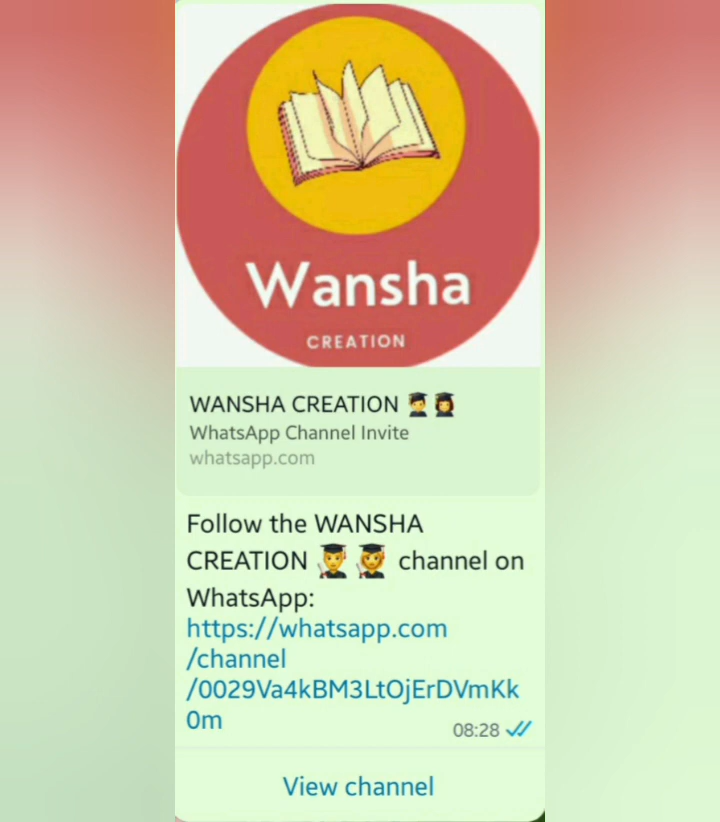 Wansha
CREATION
WANSHA CREATION 👨‍🎓👩‍🎓
WhatsApp Channel Invite
whatsapp.com
Follow the WANSHA
CREATION 👨‍🎓👩‍🎓 channel on
WhatsApp:
https://whatsapp.com
/channel
/0029Va4kBM3LtOjErDVmKk
0m
08:28
View channel